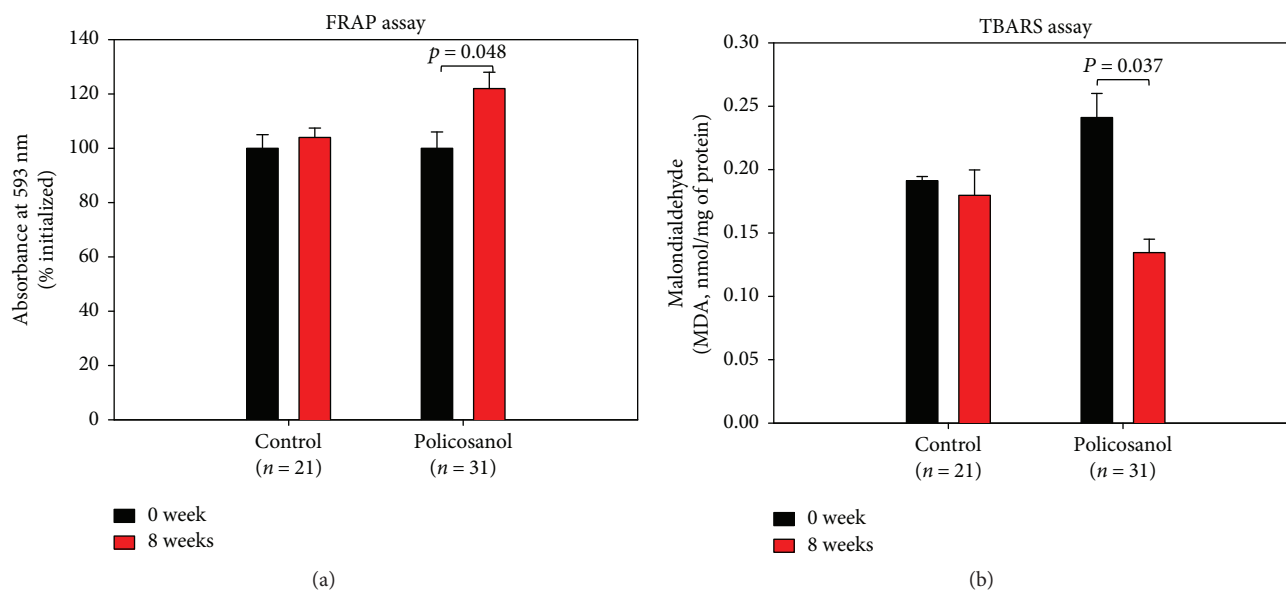 FRAP assay
140
120
100
80
60
40
20
0
Absorbance at 593 nm
(% initialized)
p = 0.048
Control
(n = 21)
Policosanol
(n = 31)
0 week
8 weeks
(a)
TBARS assay
0.30
0.25
0.20
0.15
0.10
0.05
0.00
Malondialdehyde
(MDA, nmol/mg of protein)
P = 0.037
Control
(n = 21)
Policosanol
(n = 31)
0 week
8 weeks
(b)